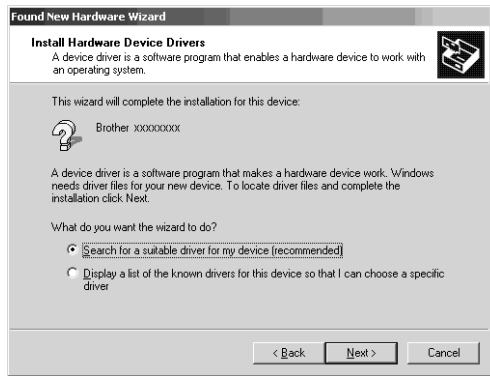 Found New Hardware Wizard
Install Hardware Device Drivers
A device driver is a software program that enables a hardware device to work with
an operating system.
This wizard will complete the installation for this device:
Brother xxxxxxxx
A device driver is a software program that makes a hardware device work. Windows
needs driver files for your new device. To locate driver files and complete the
installation click Next.
What do you want the wizard to do?
Search for a suitable driver for my device (recommended)
Display a list of the known drivers for this device so that I can choose a specific
driver
< Back Next > Cancel